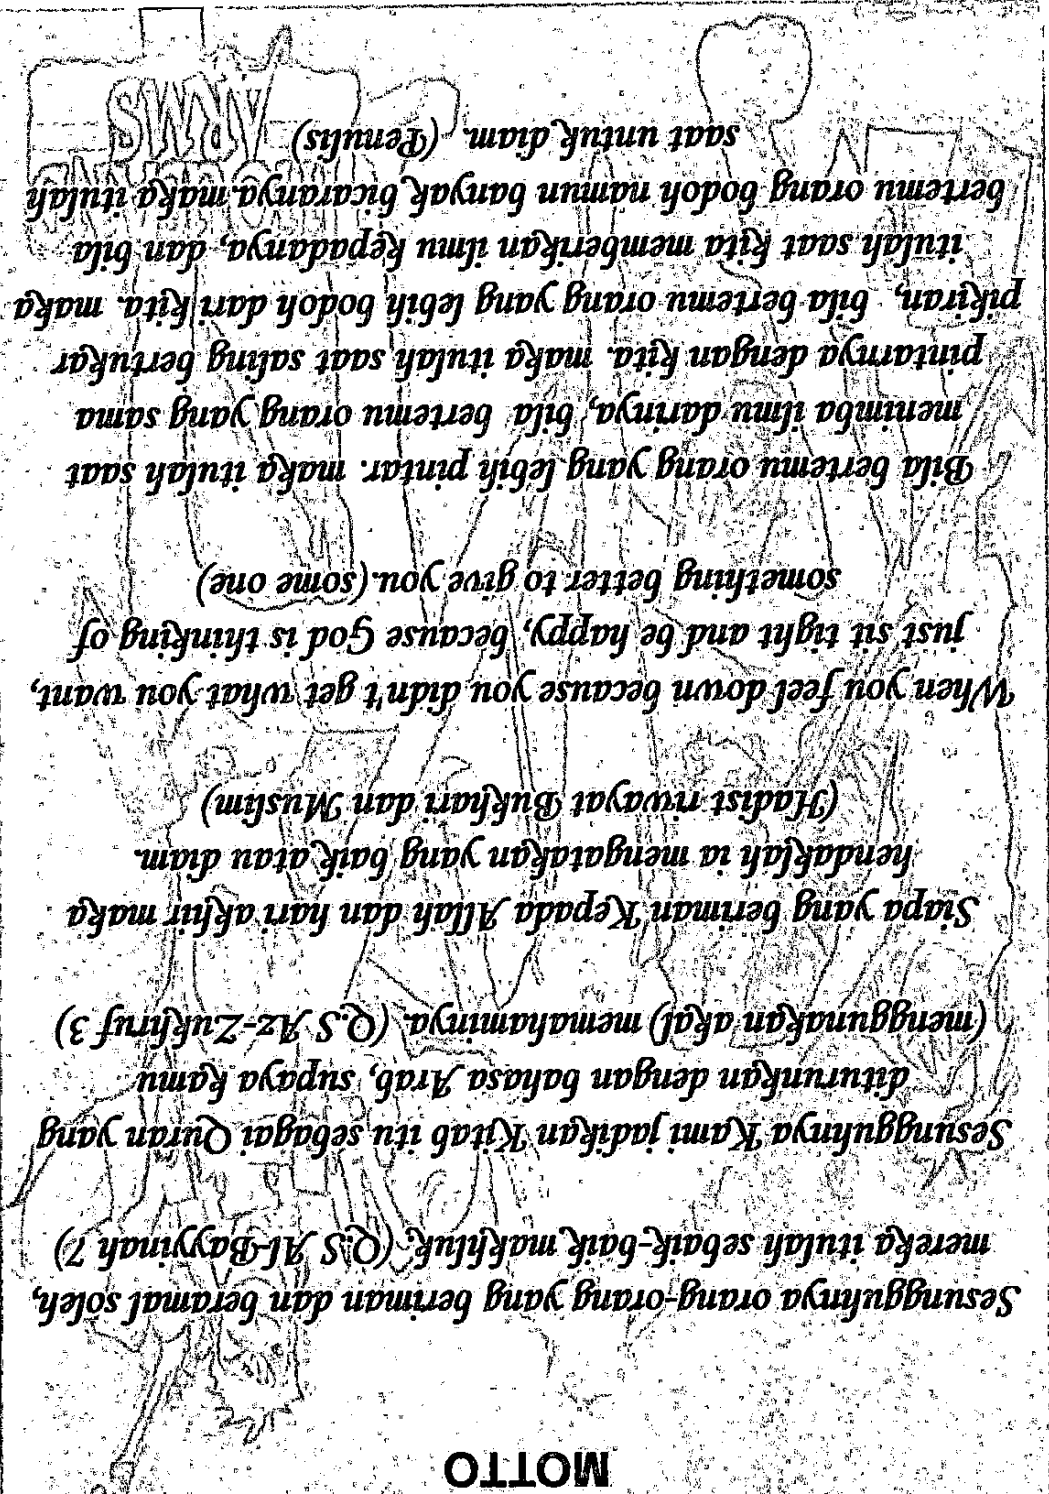 MOTTO
Sesungguhnya orang-orang yang beriman dan beramal soleh,
mereka itulah sebaik-baik makhluk. (Q.S Al-Bayyinah 7)
Sesungguhnya Kami jadikan Kitab itu sebagai Quran yang
diturunkan dengan bahasa Arab, supaya kamu
(menggunakan akal) memahaminya. (Q.S Az-Zukhruf 3)
Siapa yang beriman Kepada Allah dan hari akhir maka
hendaklah ia mengatakan yang baik atau diam.
(Hadist riwayat Bukhari dan Muslim)
When you feel down because you didn't get what you want,
just sit tight and be happy, because God is thinking of
something better to give you. (some one)
Bila bertemu orang yang lebih pintar. maka itulah saat
menimba ilmu darinya, bila bertemu orang yang sama
pintarnya dengan kita. maka itulah saat saling bertukar
pikiran, bila bertemu orang yang lebih bodoh dari kita. maka
itulah saat kita memberikan ilmu kepadanya, dan bila
bertemu orang bodoh namun banyak bicaranya. maka itulah
saat untuk diam. (Penulis)
ARMS